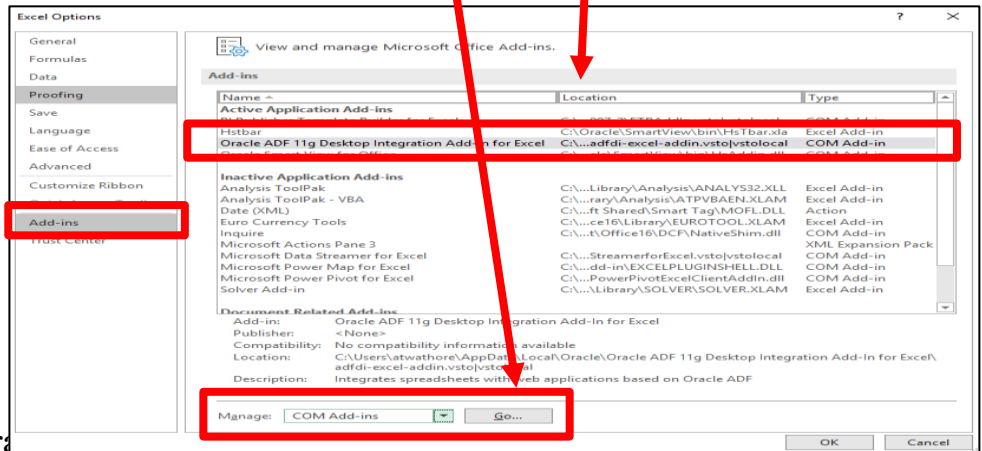 Excel Options ? ×
General
Formulas
Data
Proofing
Save
Language
Ease of Access
Advanced
Customize Ribbon
Add-ins
Trust Center
View and manage Microsoft Office Add-ins.
Add-ins
Name Location Type
Active Application Add-ins
Hstbar C:\Oracle\SmartView\bin\HsTbar.xla Excel Add-in
Oracle ADF 11g Desktop Integration Add-In for Excel C:\...adfdi-excel-addin.vsto|vstolocal COM Add-in
Inactive Application Add-ins
Analysis ToolPak C:\...Library\Analysis\ANALYS32.XLL Excel Add-in
Analysis ToolPak - VBA C:\...rary\Analysis\ATPVBAEN.XLAM Excel Add-in
Date (XML) C:\...ft Shared\Smart Tag\MOFL.DLL Action
Euro Currency Tools C:\...ce16\Library\EUROTOOL.XLAM Excel Add-in
Inquire C:\...t\Office16\DCF\NativeShim.dll COM Add-in
Microsoft Actions Pane 3 XML Expansion Pack
Microsoft Data Streamer for Excel C:\...StreamerforExcel.vsto|vstolocal COM Add-in
Microsoft Power Map for Excel C:\...dd-in\EXCELPLUGINSHELL.DLL COM Add-in
Microsoft Power Pivot for Excel C:\...PowerPivotExcelClientAddIn.dll COM Add-in
Solver Add-in C:\...\Library\SOLVER\SOLVER.XLAM Excel Add-in
Document Related Add-ins
Add-in: Oracle ADF 11g Desktop Integration Add-In for Excel
Publisher: <None>
Compatibility: No compatibility information available
Location: C:\Users\atwathore\AppData\Local\Oracle\Oracle ADF 11g Desktop Integration Add-In for Excel\
adfdi-excel-addin.vsto|vstolocal
Description: Integrates spreadsheets with web applications based on Oracle ADF
Manage: COM Add-ins Go...
OK Cancel